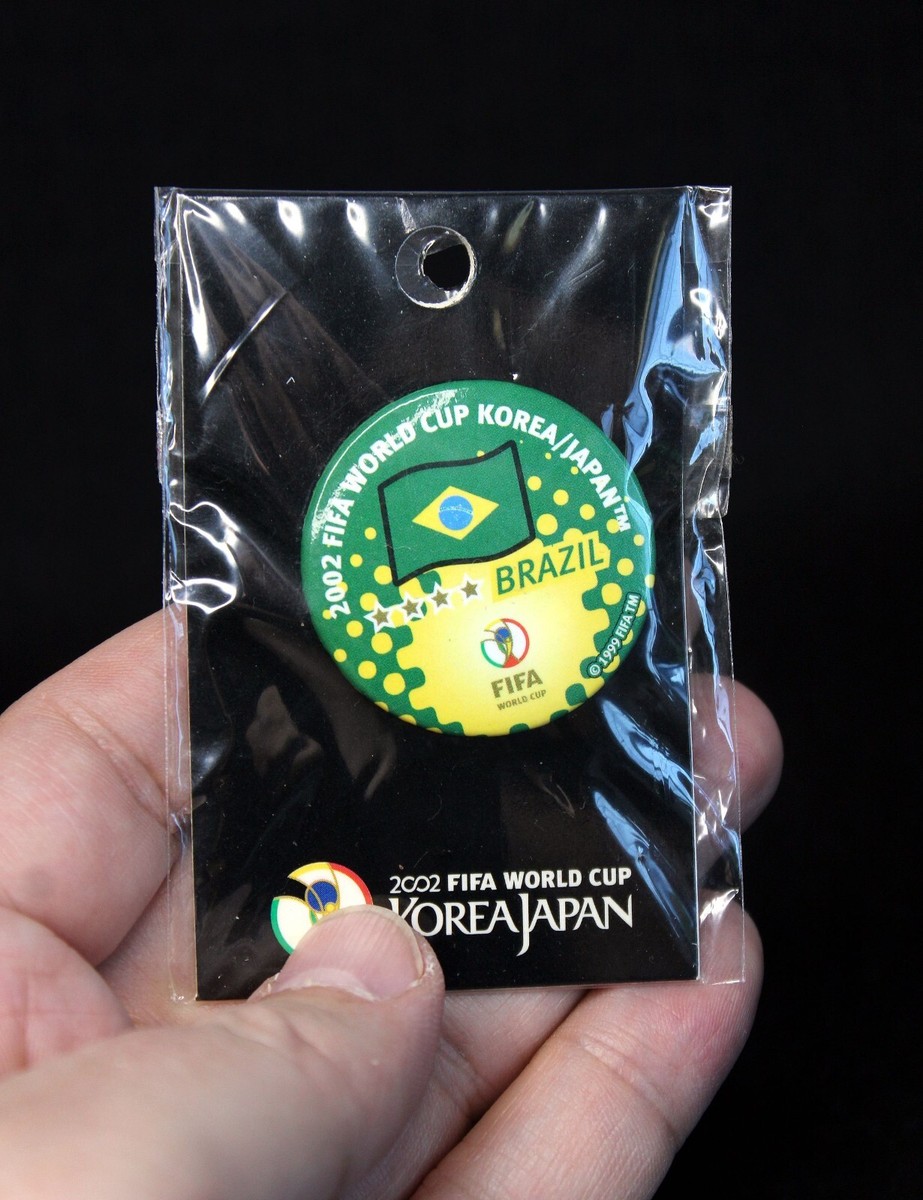 2002 FIFA WORLD CUP KOREA/JAPAN™
BRAZIL
FIFA
WORLD CUP
© 1999 FIFA TM
2002 FIFA WORLD CUP
KOREA JAPAN